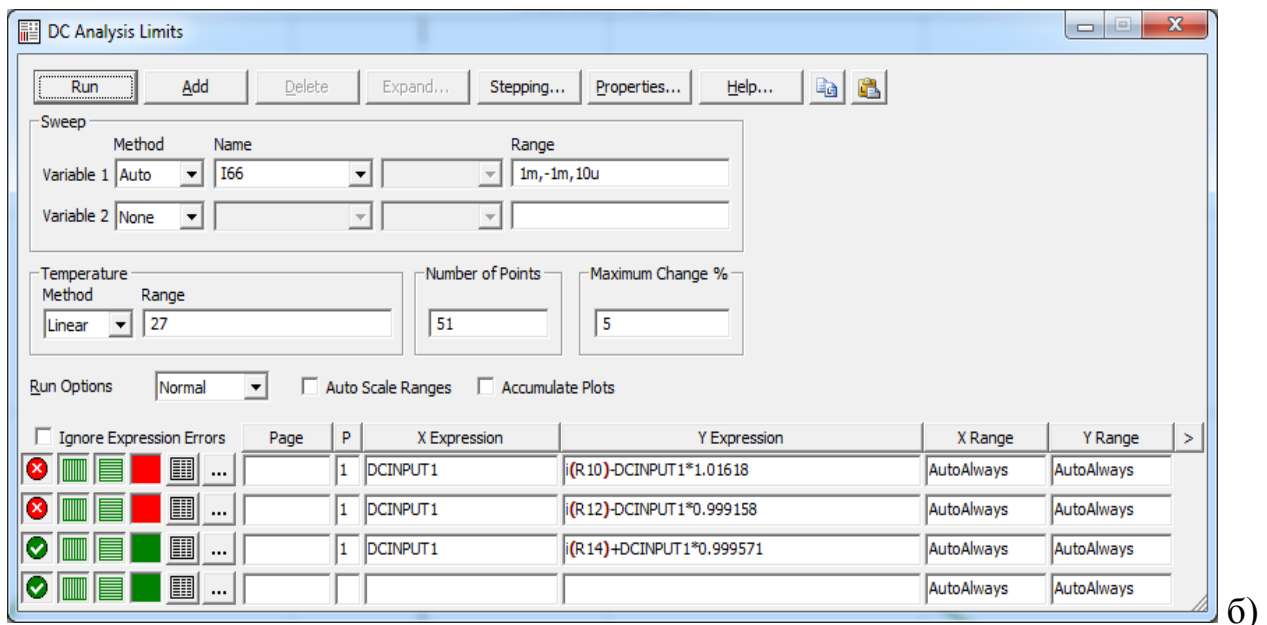 DC Analysis Limits
Run Add Delete Expand... Stepping... Properties... Help...
Sweep
Method Name Range
Variable 1 Auto I66 1m,-1m,10u
Variable 2 None
Temperature Number of Points Maximum Change %
Method Range
Linear 27 51 5
Run Options Normal Auto Scale Ranges Accumulate Plots
Ignore Expression Errors Page P X Expression Y Expression X Range Y Range >
... 1 DCINPUT1 i(R10)-DCINPUT1*1.01618 AutoAlways AutoAlways
... 1 DCINPUT1 i(R12)-DCINPUT1*0.999158 AutoAlways AutoAlways
... 1 DCINPUT1 i(R14)+DCINPUT1*0.999571 AutoAlways AutoAlways
... AutoAlways AutoAlways
б)